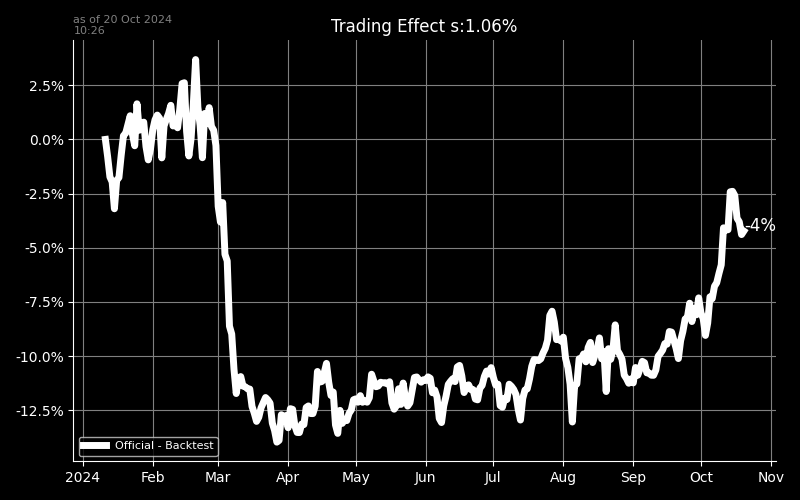 as of 20 Oct 2024
10:26
Trading Effect s:1.06%
2.5%
0.0%
-2.5%
-5.0%
-7.5%
-10.0%
-12.5%
-4%
Official - Backtest
2024 Feb Mar Apr May Jun Jul Aug Sep Oct Nov